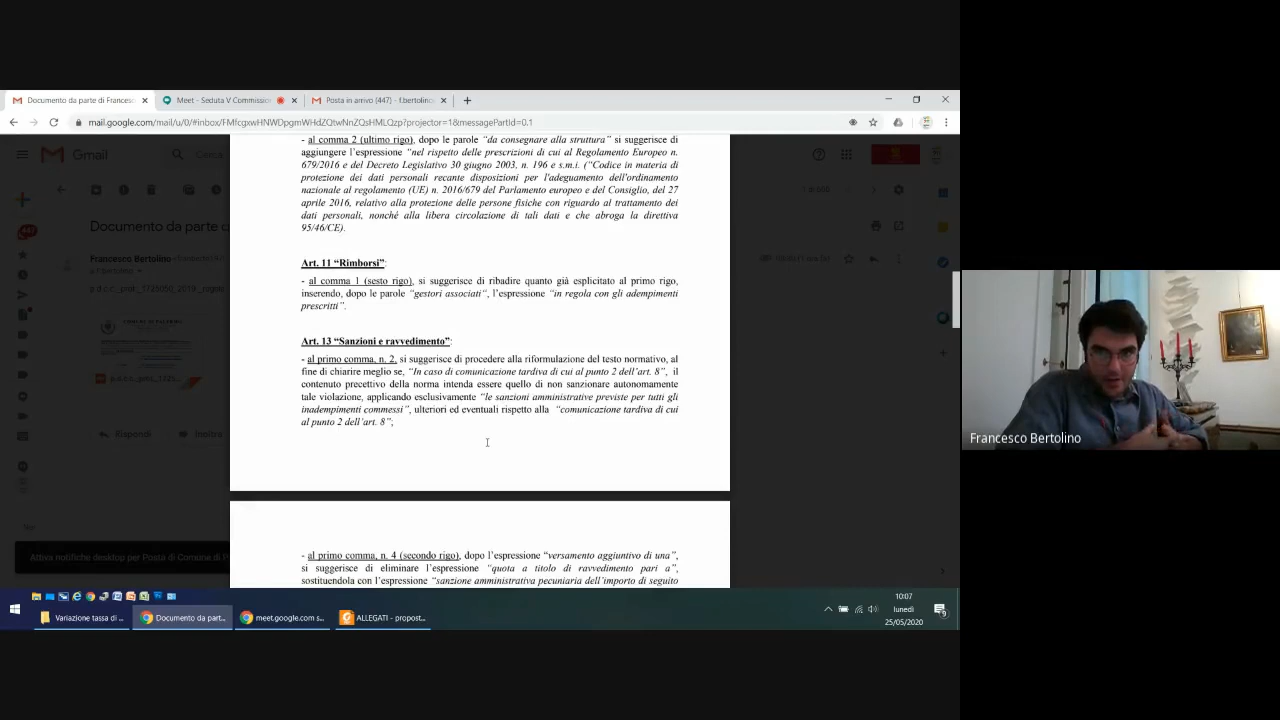 Documento da parte di Frances
Meet - Seduta V Commission
Posta in arrivo (447) - f.bertolino
mail.google.com/mail/u/0/#inbox/FMfcgxwHNWDpgmWHdZQtwNnZQsHMLQzp?projector=1&messagePartId=0.1
Gmail
Documento da parte
Francesco Bertolino
Rispondi
Inoltra
Attiva notifiche desktop per Posta di Comune di P
- al comma 2 (ultimo rigo), dopo le parole “da consegnare alla struttura” si suggerisce di
aggiungere l’espressione “nel rispetto delle prescrizioni di cui al Regolamento Europeo n.
679/2016 e del Decreto Legislativo 30 giugno 2003, n. 196 e s.m.i. (“Codice in materia di
protezione dei dati personali recante disposizioni per l'adeguamento dell'ordinamento
nazionale al regolamento (UE) n. 2016/679 del Parlamento europeo e del Consiglio, del 27
aprile 2016, relativo alla protezione delle persone fisiche con riguardo al trattamento dei
dati personali, nonché alla libera circolazione di tali dati e che abroga la direttiva
95/46/CE).
Art. 11 “Rimborsi”:
- al comma 1 (sesto rigo), si suggerisce di ribadire quanto già esplicitato al primo rigo,
inserendo, dopo le parole “gestori associati”, l’espressione “in regola con gli adempimenti
prescritti”.
Art. 13 “Sanzioni e ravvedimento”:
- al primo comma, n. 2, si suggerisce di procedere alla riformulazione del testo normativo, al
fine di chiarire meglio se, “In caso di comunicazione tardiva di cui al punto 2 dell’art. 8”, il
contenuto precettivo della norma intenda essere quello di non sanzionare autonomamente
tale violazione, applicando esclusivamente “le sanzioni amministrative previste per tutti gli
inadempimenti commessi”, ulteriori ed eventuali rispetto alla “comunicazione tardiva di cui
al punto 2 dell’art. 8”;
- al primo comma, n. 4 (secondo rigo), dopo l’espressione “versamento aggiuntivo di una”,
si suggerisce di eliminare l’espressione “quota a titolo di ravvedimento pari a”,
sostituendola con l’espressione “sanzione amministrativa pecuniaria dell’importo di seguito
Francesco Bertolino
Variazione tassa di ...
Documento da part...
meet.google.com s...
ALLEGATI - propost...
10:07
lunedì
25/05/2020